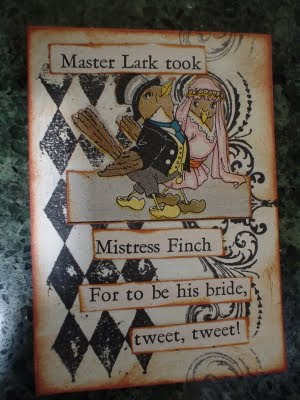 Master Lark took
Mistress Finch
For to be his bride,
tweet, tweet!